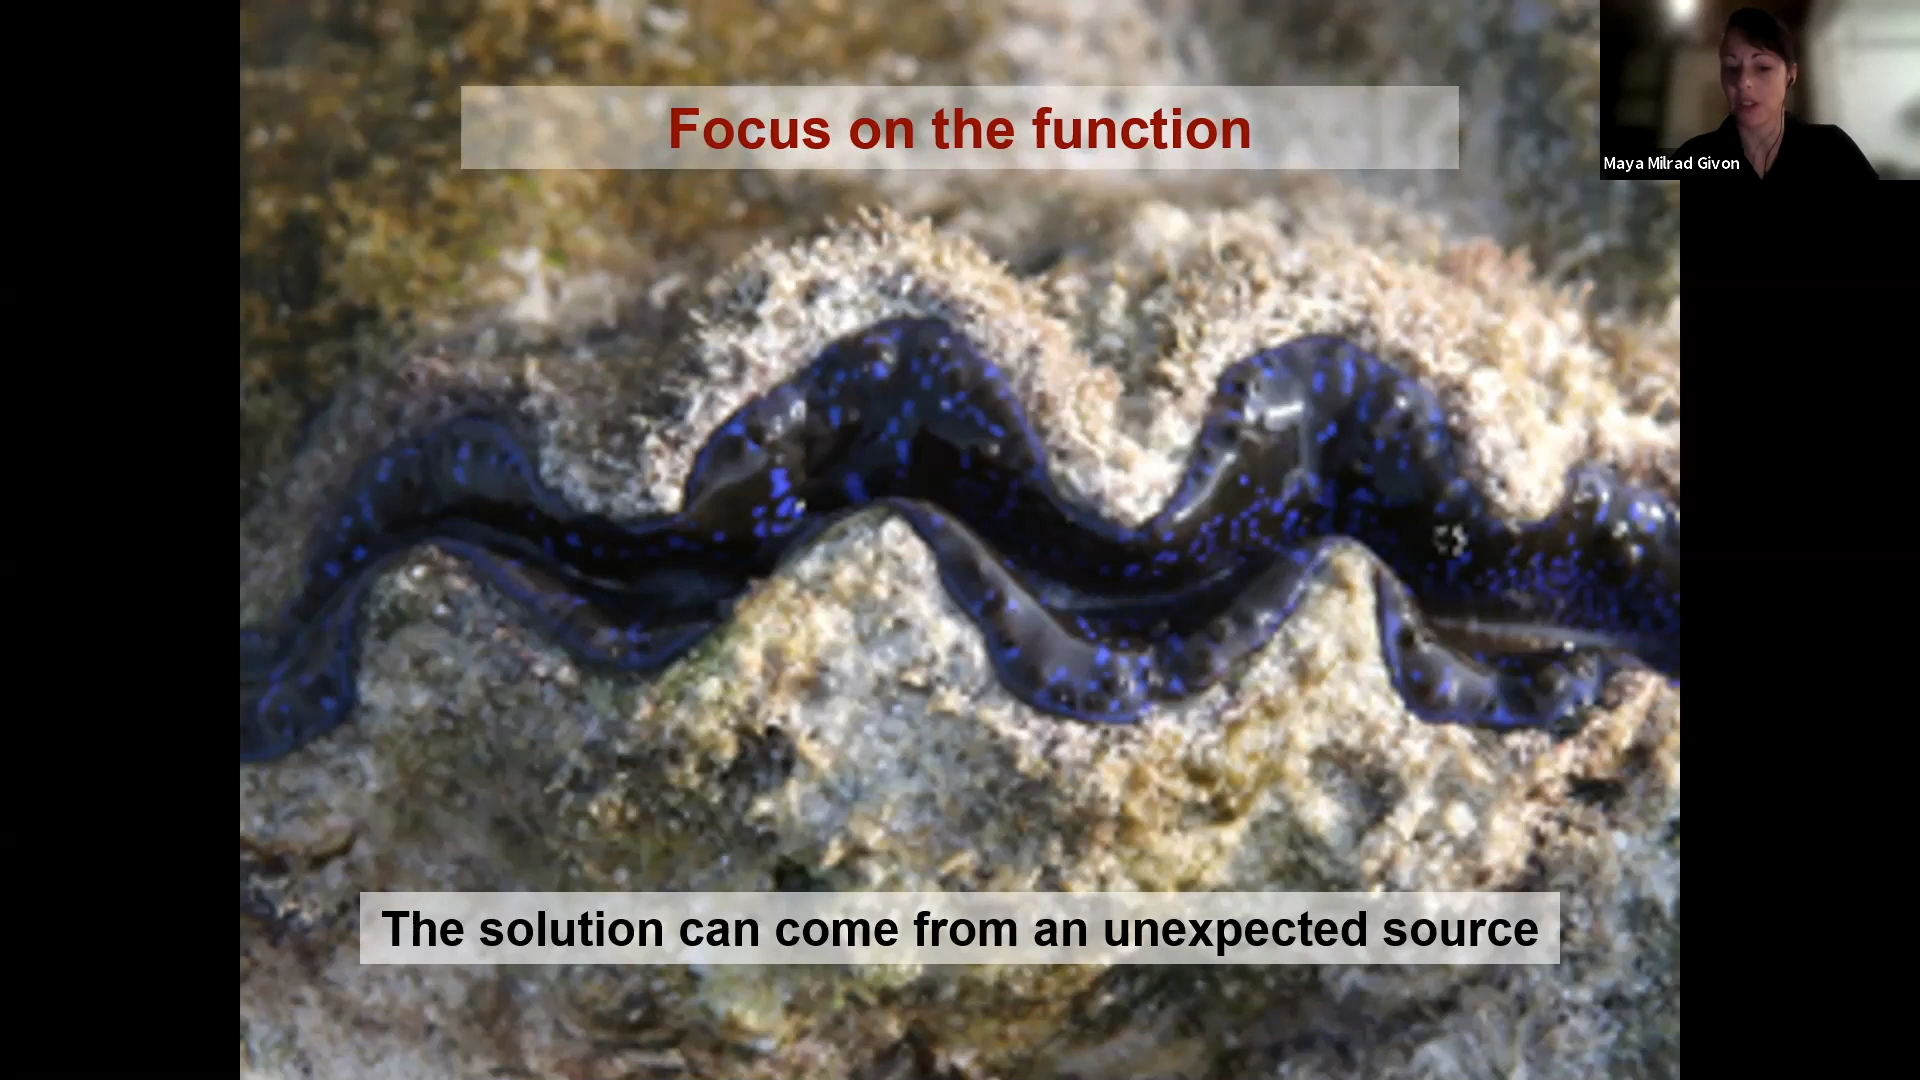 Focus on the function
Maya Milrad Givon
The solution can come from an unexpected source